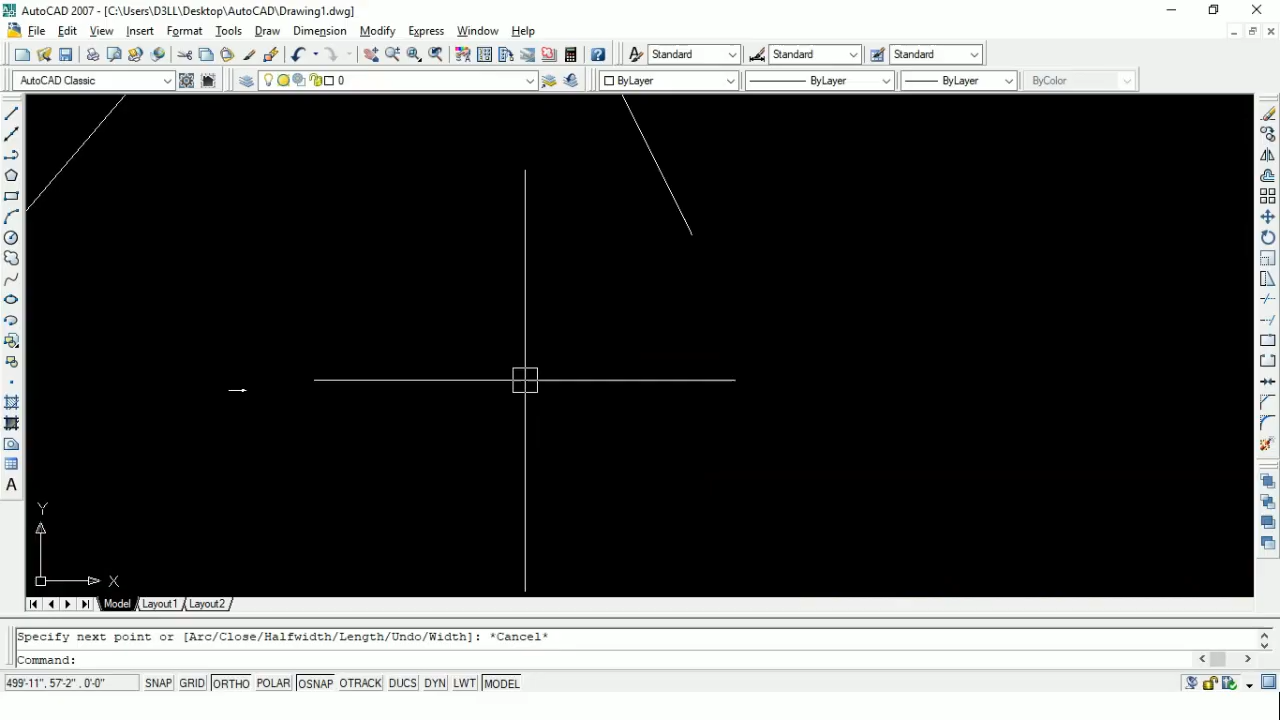 AutoCAD 2007 - [C:\Users\D3LL\Desktop\AutoCAD\Drawing1.dwg]
File Edit View Insert Format Tools Draw Dimension Modify Express Window Help
Standard Standard Standard
AutoCAD Classic 0 ByLayer ByLayer ByLayer ByColor
A
Y
X
Model Layout1 Layout2
Specify next point or [Arc/Close/Halfwidth/Length/Undo/Width]: *Cancel*
Command:
499'-11", 57'-2" , 0'-0" SNAP GRID ORTHO POLAR OSNAP OTRACK DUCS DYN LWT MODEL